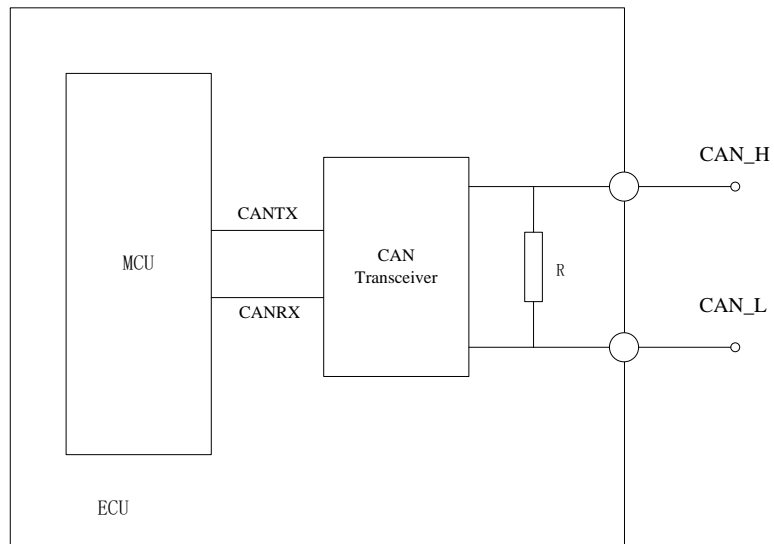 CAN_H
CANTX
MCU
CAN
Transceiver
R
CANRX
CAN_L
ECU